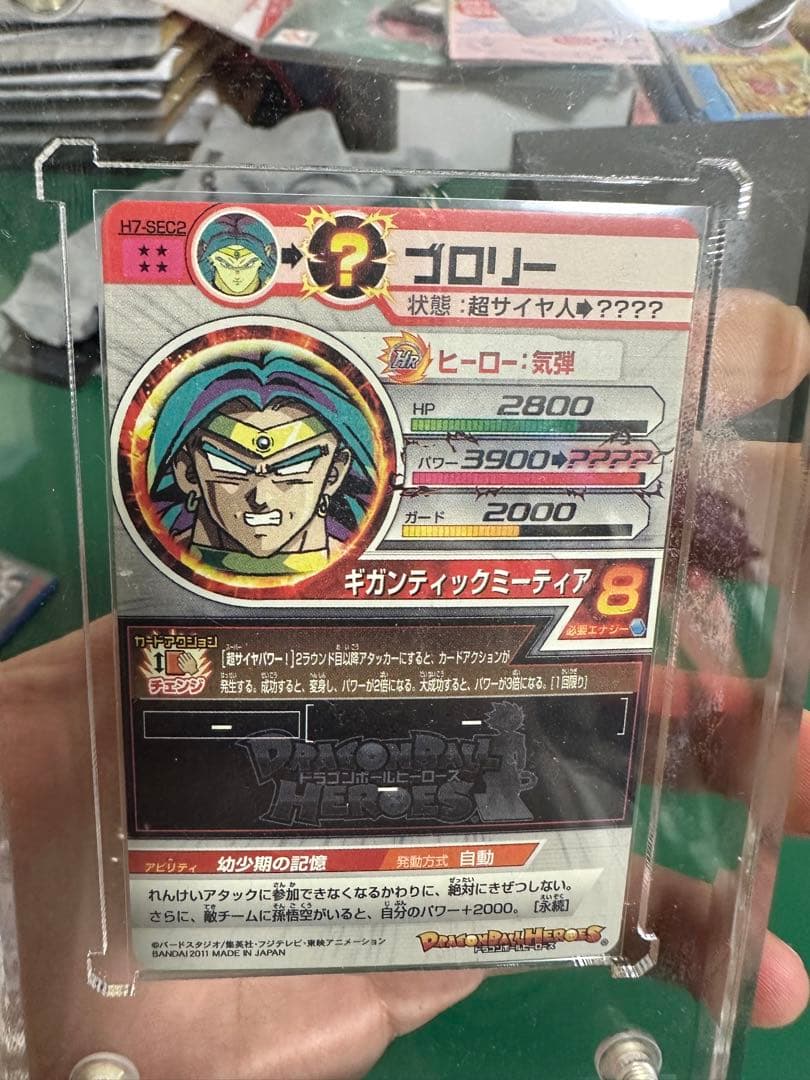 H7-SEC2
?
ブロリー
状態:超サイヤ人➡????
HR ヒーロー:気弾
HP 2800
パワー 3900➡????
ガード 2000
ギガンティックミーティア 8
必要エナジー
カードアクション
チェンジ
[超サイヤパワー!]2ラウンド目以降アタッカーにすると、カードアクションが
発生する。成功すると、変身し、パワーが2倍になる。大成功すると、パワーが3倍になる。[1回限り]
DRAGONBALL
ドラゴンボールヒーローズ
HEROES
アビリティ 幼少期の記憶 発動方式 自動
れんけいアタックに参加できなくなるかわりに、絶対にきぜつしない。
さらに、敵チームに孫悟空がいると、自分のパワー+2000。 [永続]
©バードスタジオ/集英社・フジテレビ・東映アニメーション
BANDAI 2011 MADE IN JAPAN
DRAGONBALL HEROES
ドラゴンボールヒーローズ